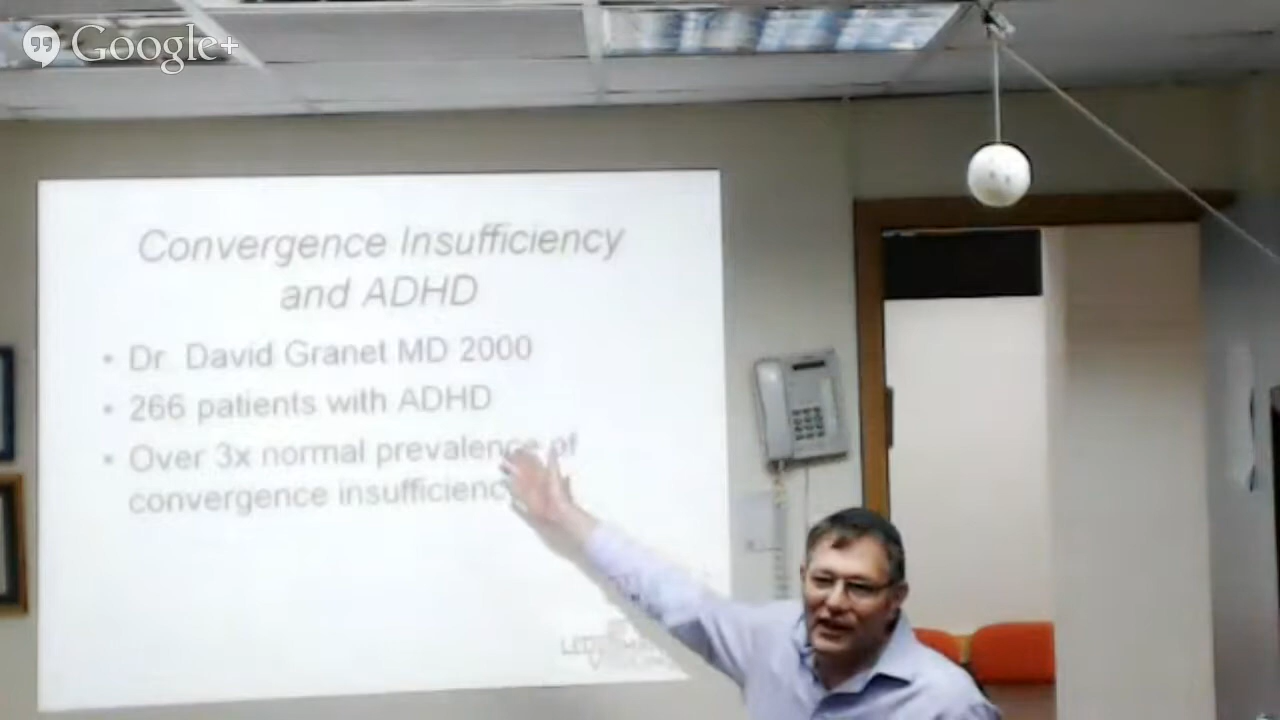 Google+
Convergence Insufficiency
and ADHD
• Dr. David Granet MD 2000
• 266 patients with ADHD
• Over 3x normal prevalence of
convergence insufficiency